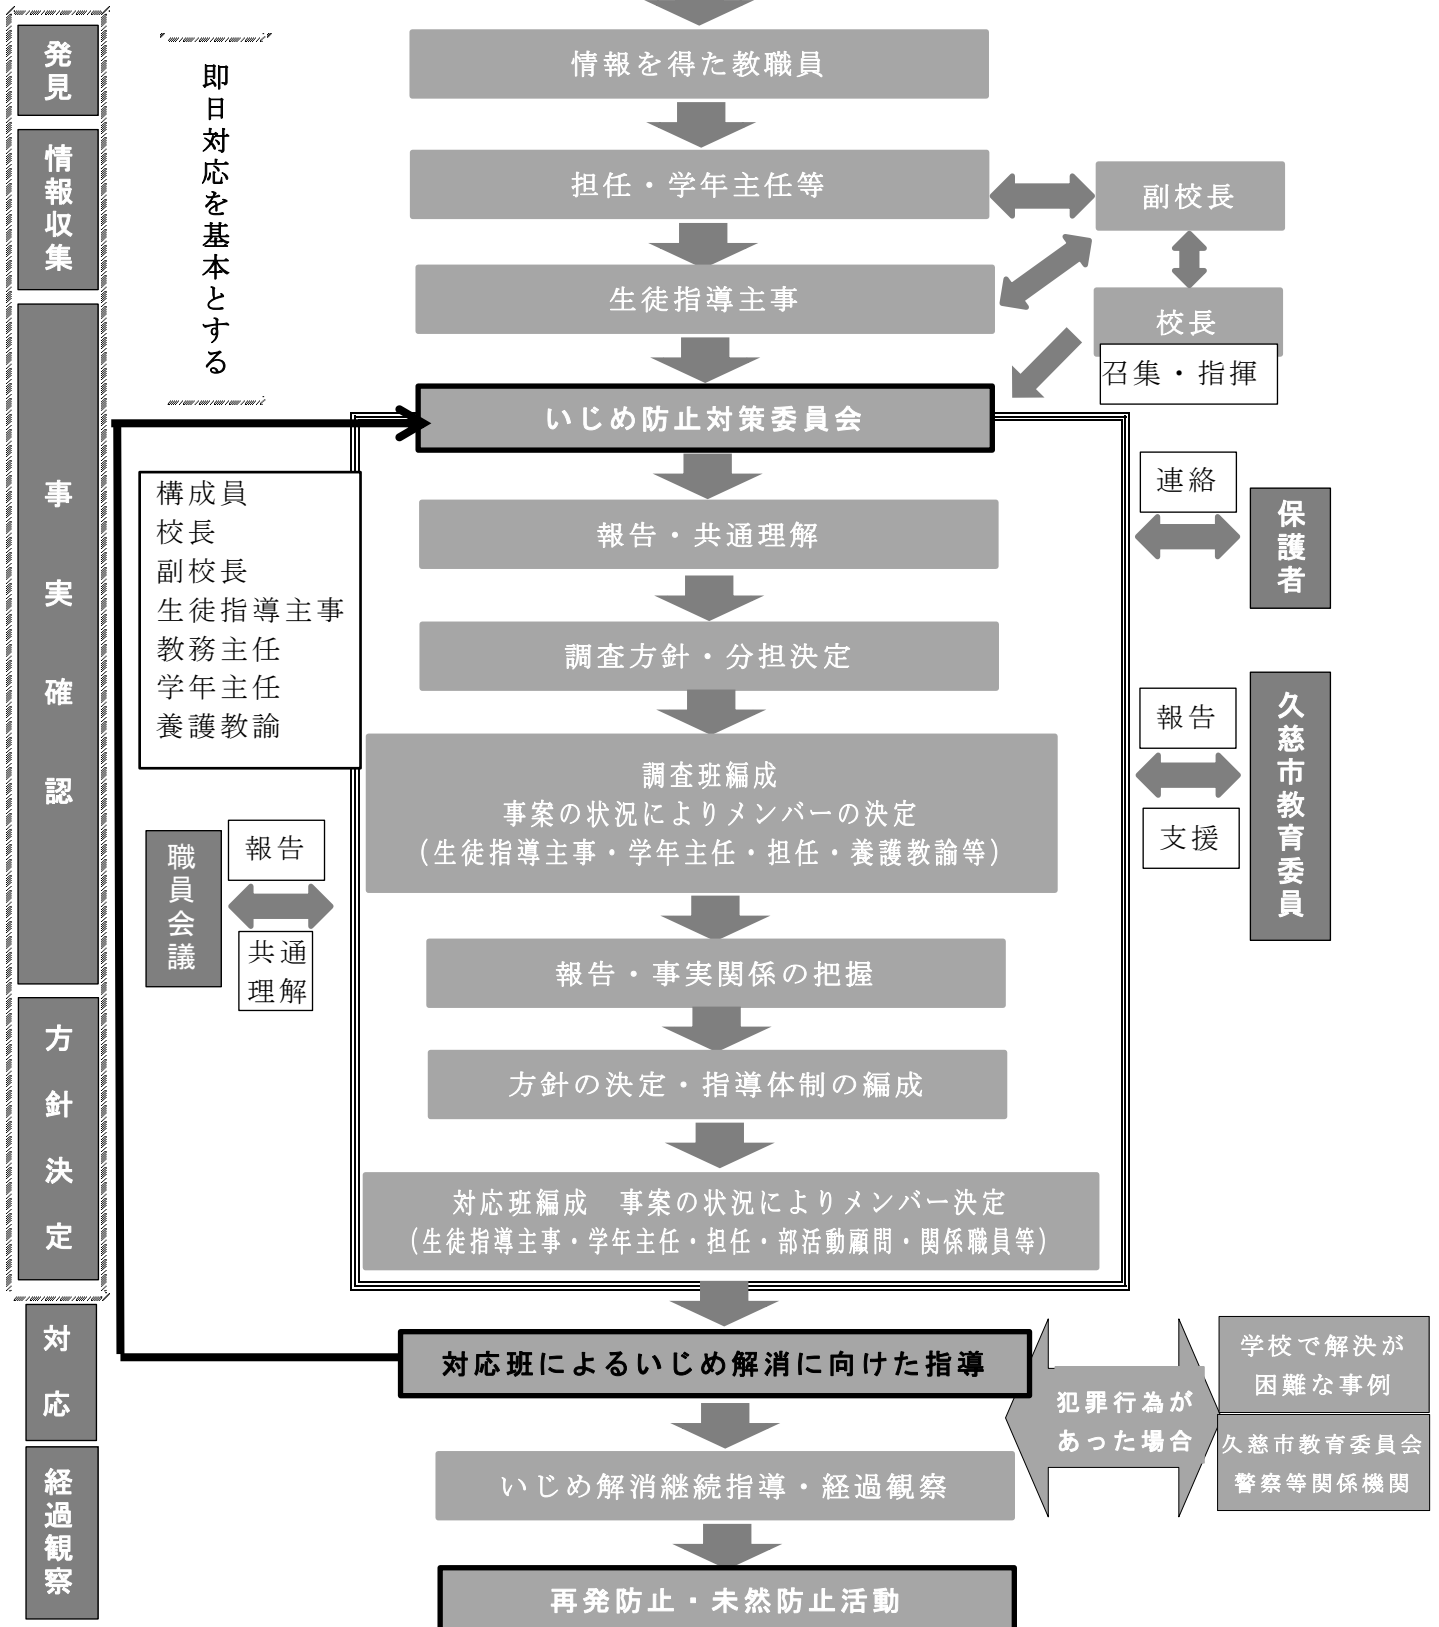 発見
情報収集
事実確認
方針決定
対応
経過観察
即日対応を基本とする
情報を得た教職員
担任・学年主任等
副校長
生徒指導主事
校長
召集・指揮
いじめ防止対策委員会
構成員
校長
副校長
生徒指導主事
教務主任
学年主任
養護教諭
連絡
保護者
報告・共通理解
調査方針・分担決定
報告
支援
久慈市教育委員
調査班編成
事案の状況によりメンバーの決定
（生徒指導主事・学年主任・担任・養護教諭等）
職員会議
報告
共通
理解
報告・事実関係の把握
方針の決定・指導体制の編成
対応班編成　事案の状況によりメンバー決定
（生徒指導主事・学年主任・担任・部活動顧問・関係職員等）
対応班によるいじめ解消に向けた指導
犯罪行為が
あった場合
学校で解決が
困難な事例
久慈市教育委員会
警察等関係機関
いじめ解消継続指導・経過観察
再発防止・未然防止活動